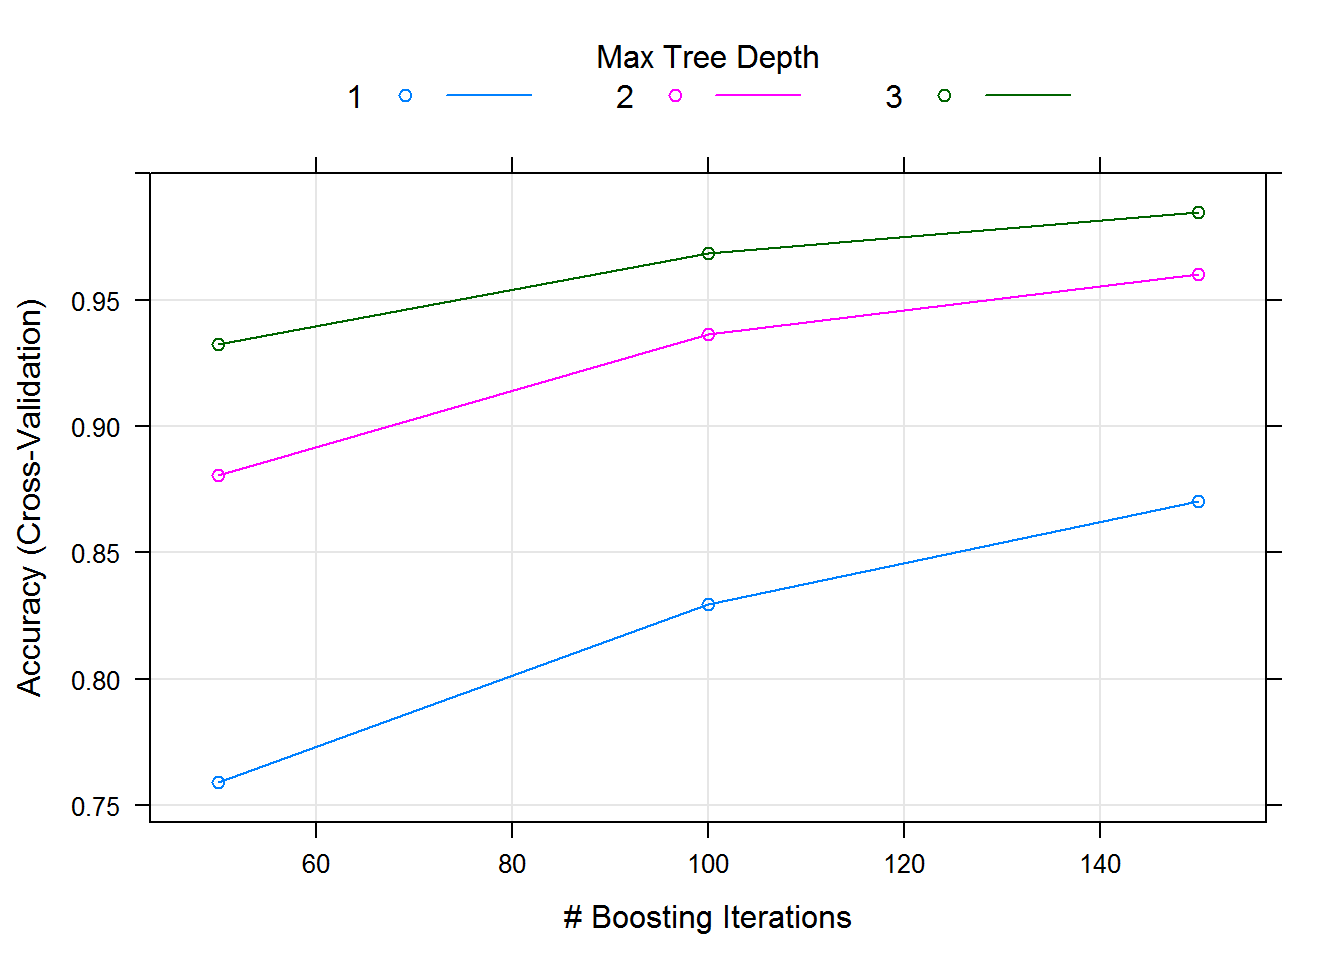 Max Tree Depth
1 2 3
Accuracy (Cross-Validation)
0.95
0.90
0.85
0.80
0.75
60 80 100 120 140
# Boosting Iterations